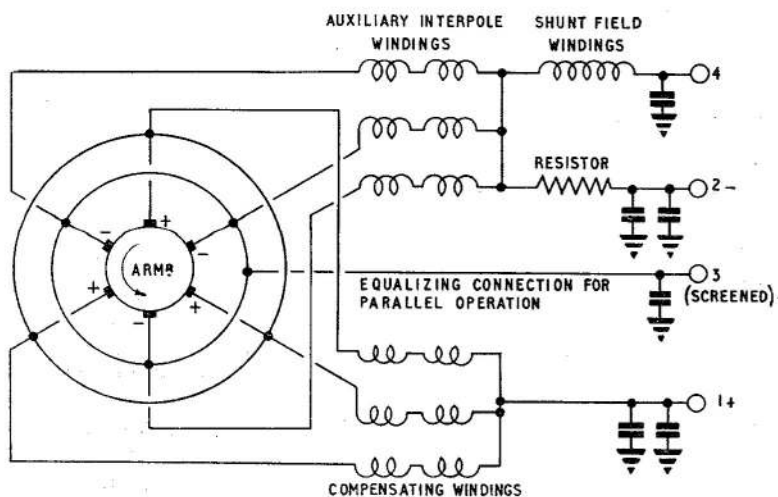 AUXILIARY INTERPOLE
WINDINGS
SHUNT FIELD
WINDINGS
4
RESISTOR
2-
+
-
-
ARMR
+
+
-
EQUALIZING CONNECTION FOR
PARALLEL OPERATION
3
(SCREENED)
1+
COMPENSATING WINDINGS